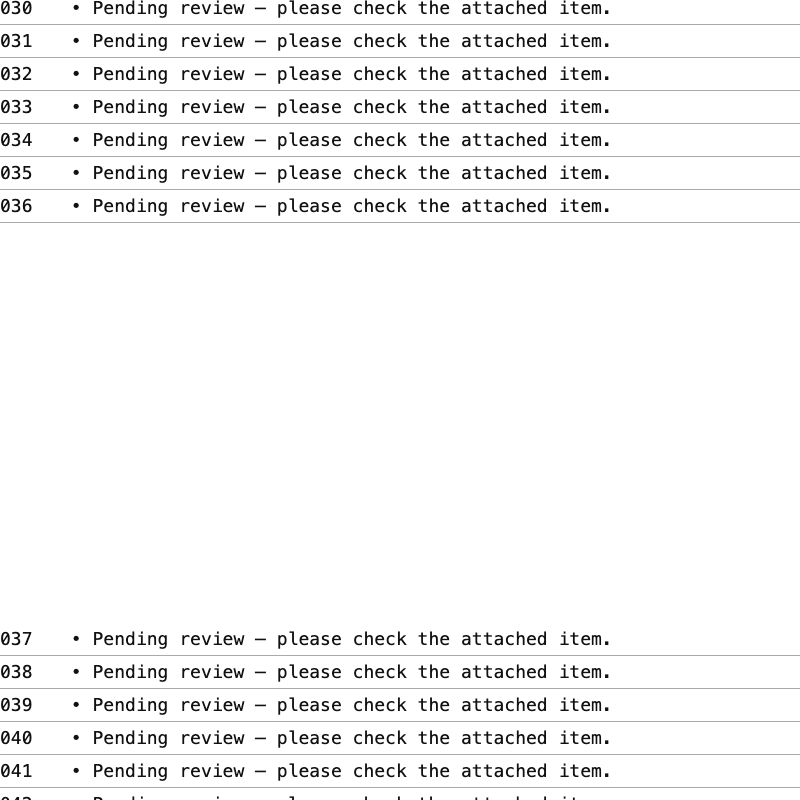 030 • Pending review — please check the attached item.
031 • Pending review — please check the attached item.
032 • Pending review — please check the attached item.
033 • Pending review — please check the attached item.
034 • Pending review — please check the attached item.
035 • Pending review — please check the attached item.
036 • Pending review — please check the attached item.
037 • Pending review — please check the attached item.
038 • Pending review — please check the attached item.
039 • Pending review — please check the attached item.
040 • Pending review — please check the attached item.
041 • Pending review — please check the attached item.